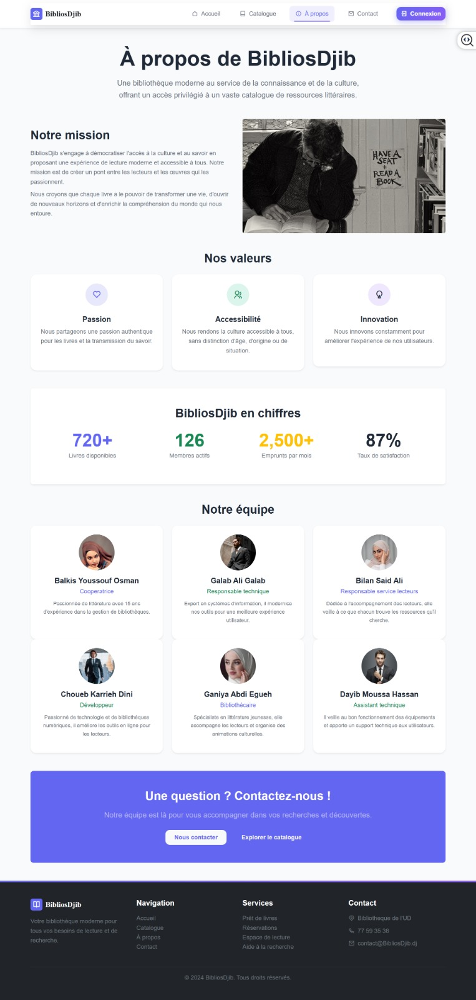 BibliosDjib
Accueil
Catalogue
À propos
Contact
Connexion
À propos de BibliosDjib
Une bibliothèque moderne au service de la connaissance et de la culture,
offrant un accès privilégié à un vaste catalogue de ressources littéraires.
Notre mission
BibliosDjib s'engage à démocratiser l'accès à la culture et au savoir en
proposant une expérience de lecture moderne et accessible à tous. Notre
mission est de créer un pont entre les lecteurs et les œuvres qui les
passionnent.
Nous croyons que chaque livre a le pouvoir de transformer une vie, d'ouvrir
de nouveaux horizons et d'enrichir la compréhension du monde qui nous
entoure.
HAVE A
SEAT
+
READ A
BOOK
Nos valeurs
Passion
Nous partageons une passion authentique
pour les livres et la transmission du savoir.
Accessibilité
Nous rendons la culture accessible à tous,
sans distinction d'âge, d'origine ou de
situation.
Innovation
Nous innovons constamment pour
améliorer l'expérience de nos utilisateurs.
BibliosDjib en chiffres
720+
Livres disponibles
126
Membres actifs
2,500+
Emprunts par mois
87%
Taux de satisfaction
Notre équipe
Balkis Youssouf Osman
Cooperatrice
Passionnée de littérature avec 15 ans
d'expérience dans la gestion de bibliothèques.
Galab Ali Galab
Responsable technique
Expert en systèmes d'information, il modernise
nos outils pour une meilleure expérience
utilisateur.
Bilan Said Ali
Responsable service lecteurs
Dédiée à l'accompagnement des lecteurs, elle
veille à ce que chacun trouve les ressources qu'il
cherche.
Choueb Karrieh Dini
Développeur
Passionné de technologie et de bibliothèques
numériques, il améliore les outils en ligne pour
les lecteurs.
Ganiya Abdi Egueh
Bibliothécaire
Spécialiste en littérature jeunesse, elle
accompagne les lecteurs et organise des
animations culturelles.
Dayib Moussa Hassan
Assistant technique
Il veille au bon fonctionnement des équipements
et apporte un support technique aux utilisateurs.
Une question ? Contactez-nous !
Notre équipe est là pour vous accompagner dans vos recherches et découvertes.
Nous contacter
Explorer le catalogue
BibliosDjib
Votre bibliothèque moderne pour
tous vos besoins de lecture et de
recherche.
Navigation
Accueil
Catalogue
À propos
Contact
Services
Prêt de livres
Réservations
Espace de lecture
Aide à la recherche
Contact
Bibliotheque de l'UD
77 59 35 38
contact@BibliosDjib.dj
© 2024 BibliosDjib. Tous droits réservés.